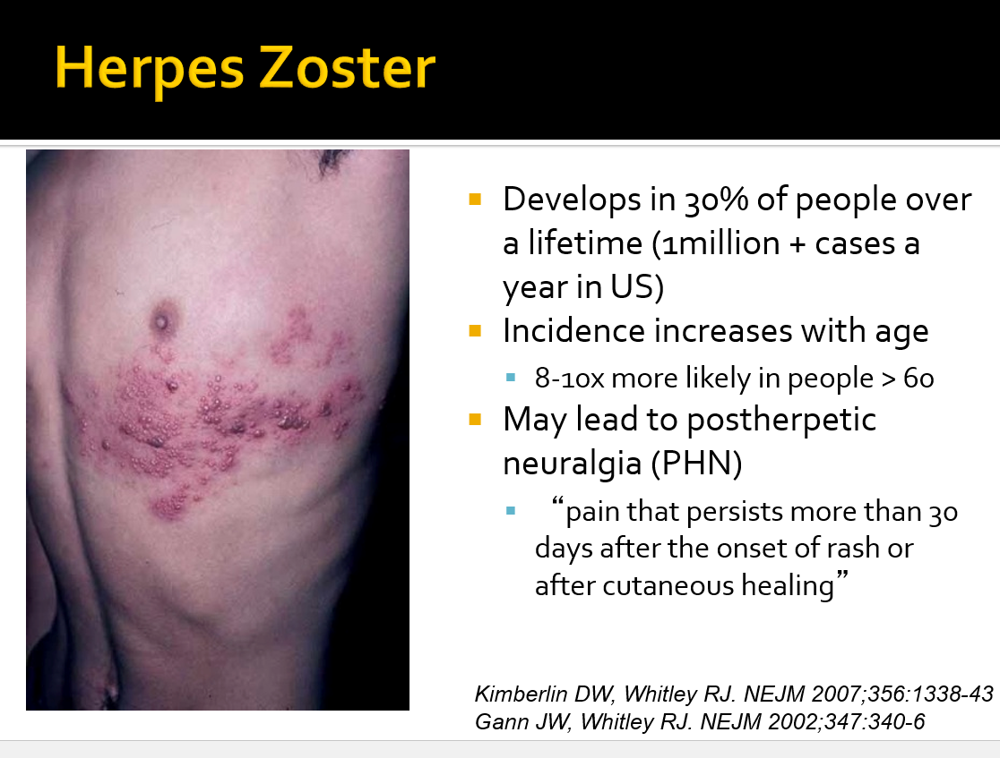 Herpes Zoster
Develops in 30% of people over
a lifetime (1million + cases a
year in US)
Incidence increases with age
8-10x more likely in people > 60
May lead to postherpetic
neuralgia (PHN)
“pain that persists more than 30
days after the onset of rash or
after cutaneous healing”
Kimberlin DW, Whitley RJ. NEJM 2007;356:1338-43
Gann JW, Whitley RJ. NEJM 2002;347:340-6